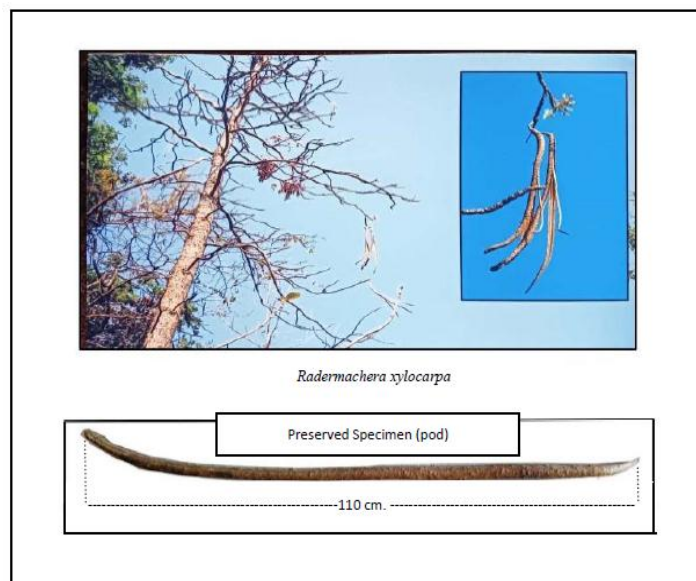 Radermachera xylocarpa
Preserved Specimen (pod)
110 cm.